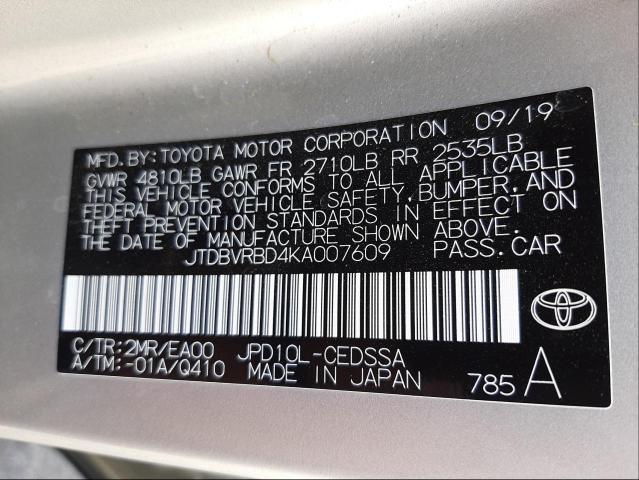 MFD. BY: TOYOTA MOTOR CORPORATION 09/19
GVWR 4810LB GAWR FR 2710LB RR 2535LB
THIS VEHICLE CONFORMS TO ALL APPLICABLE
FEDERAL MOTOR VEHICLE SAFETY, BUMPER, AND
THEFT PREVENTION STANDARDS IN EFFECT ON
THE DATE OF MANUFACTURE SHOWN ABOVE.
JTDBVRBD4KA007609 PASS. CAR
C/TR: 2MR/EA00 JPD10L-CEDSSA
A/TM: -01A/Q410 MADE IN JAPAN 785 A